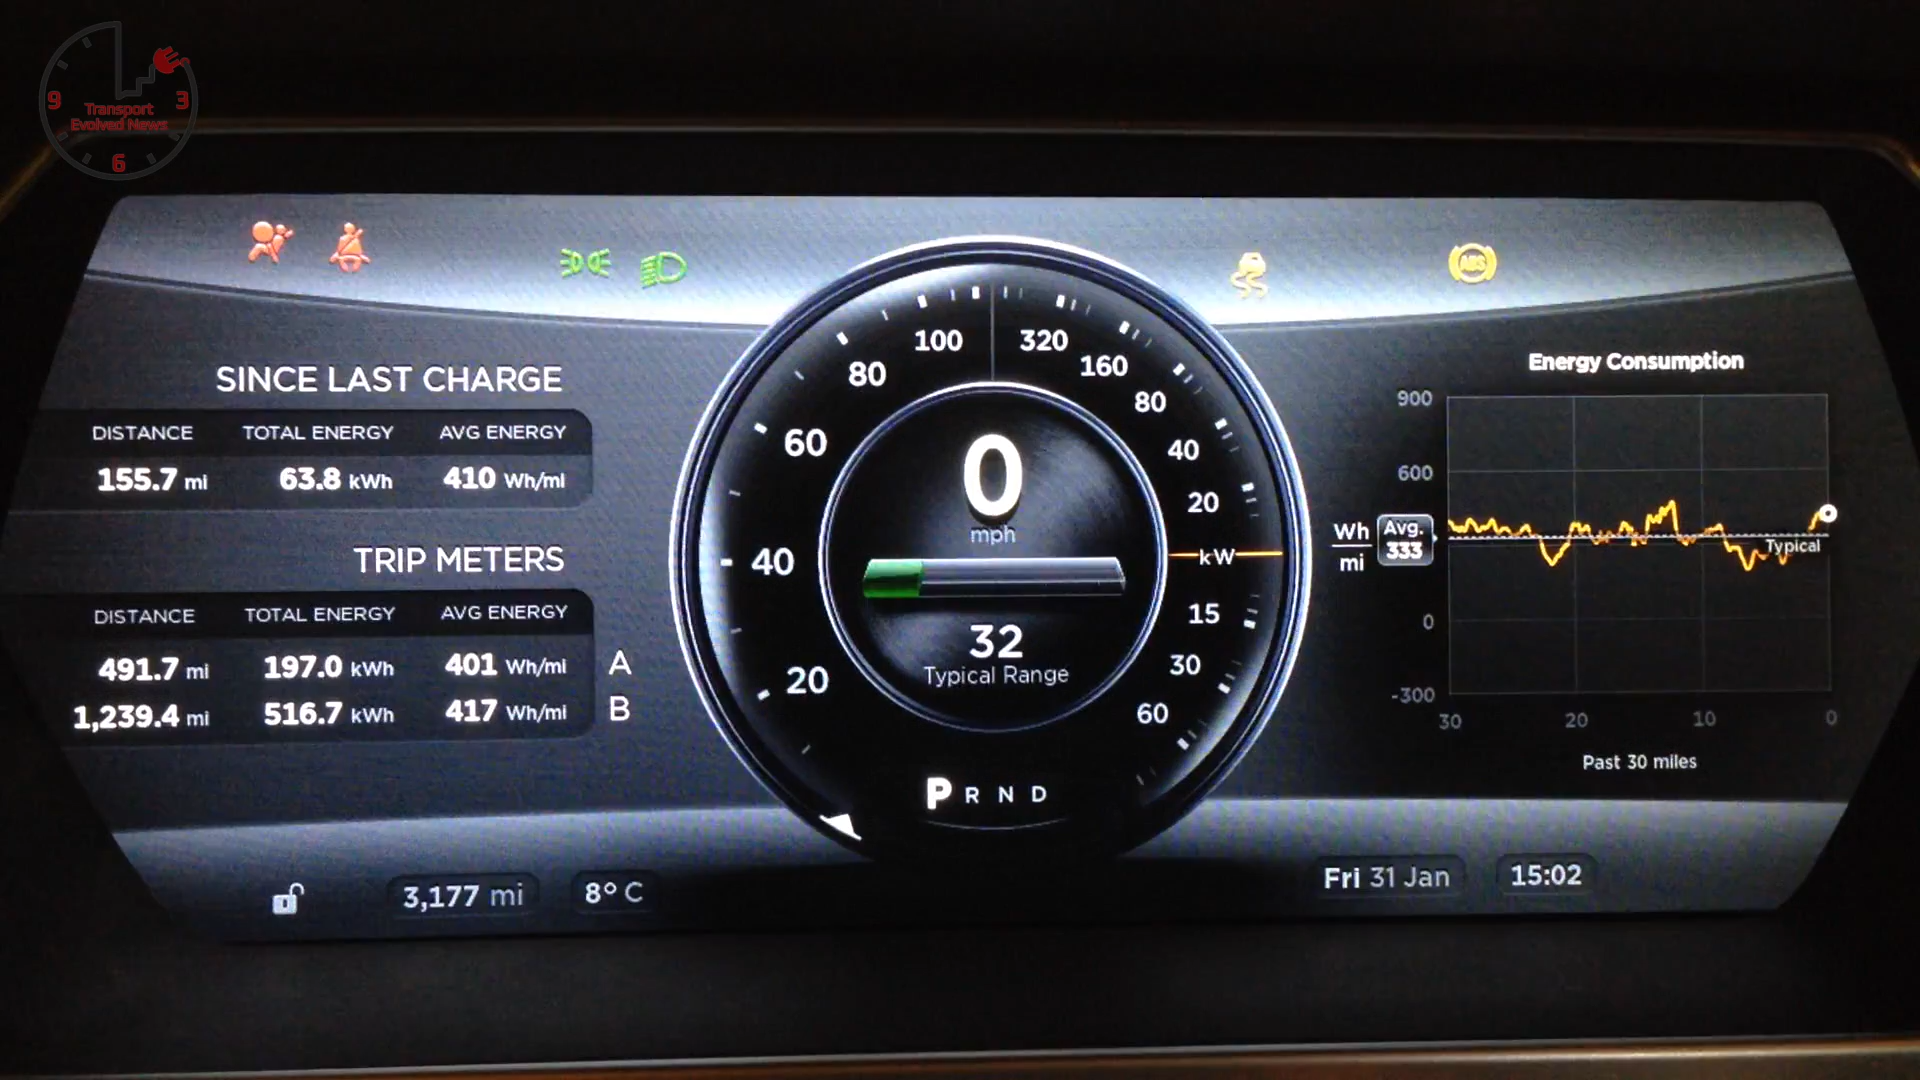 9
3
Transport
Evolved News
6
ABS
SINCE LAST CHARGE
DISTANCE TOTAL ENERGY AVG ENERGY
155.7 mi 63.8 kWh 410 Wh/mi
TRIP METERS
DISTANCE TOTAL ENERGY AVG ENERGY
491.7 mi 197.0 kWh 401 Wh/mi A
1,239.4 mi 516.7 kWh 417 Wh/mi B
100
80
60
40
20
320
160
80
40
20
kW
15
30
60
0
mph
32
Typical Range
P R N D
Energy Consumption
900
600
Wh
mi
Avg.
333
Typical
0
-300
30 20 10 0
Past 30 miles
3,177 mi 8° C
Fri 31 Jan 15:02